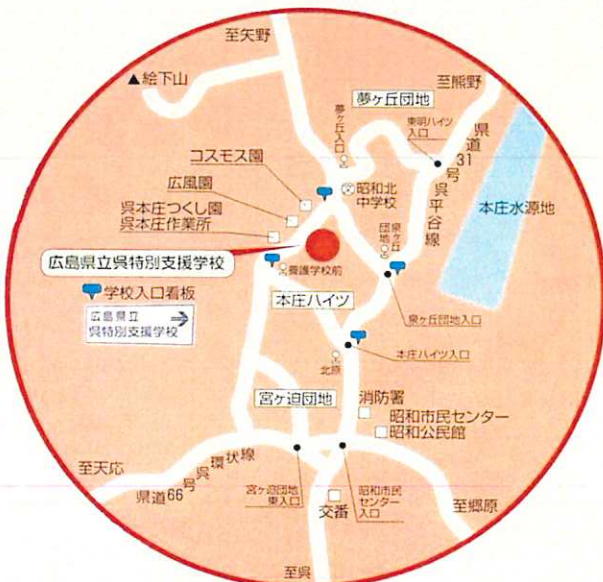 至矢野
▲絵下山
夢ヶ丘団地
至熊野
夢ヶ丘入口
東明ハイツ
入口
県道31号呉平谷線
コスモス園
広風園
呉本庄つくし園
呉本庄作業所
昭和北
中学校
本庄水源地
広島県立呉特別支援学校
泉ヶ丘
団地
養護学校前
学校入口看板
広島県立
呉特別支援学校
本庄ハイツ
泉ヶ丘団地入口
本庄ハイツ入口
北原
宮ヶ迫団地
消防署
昭和市民センター
昭和公民館
至天応
県道66号呉環状線
宮ヶ迫団地
東入口
交番
昭和市民
センター
入口
至郷原
至呉